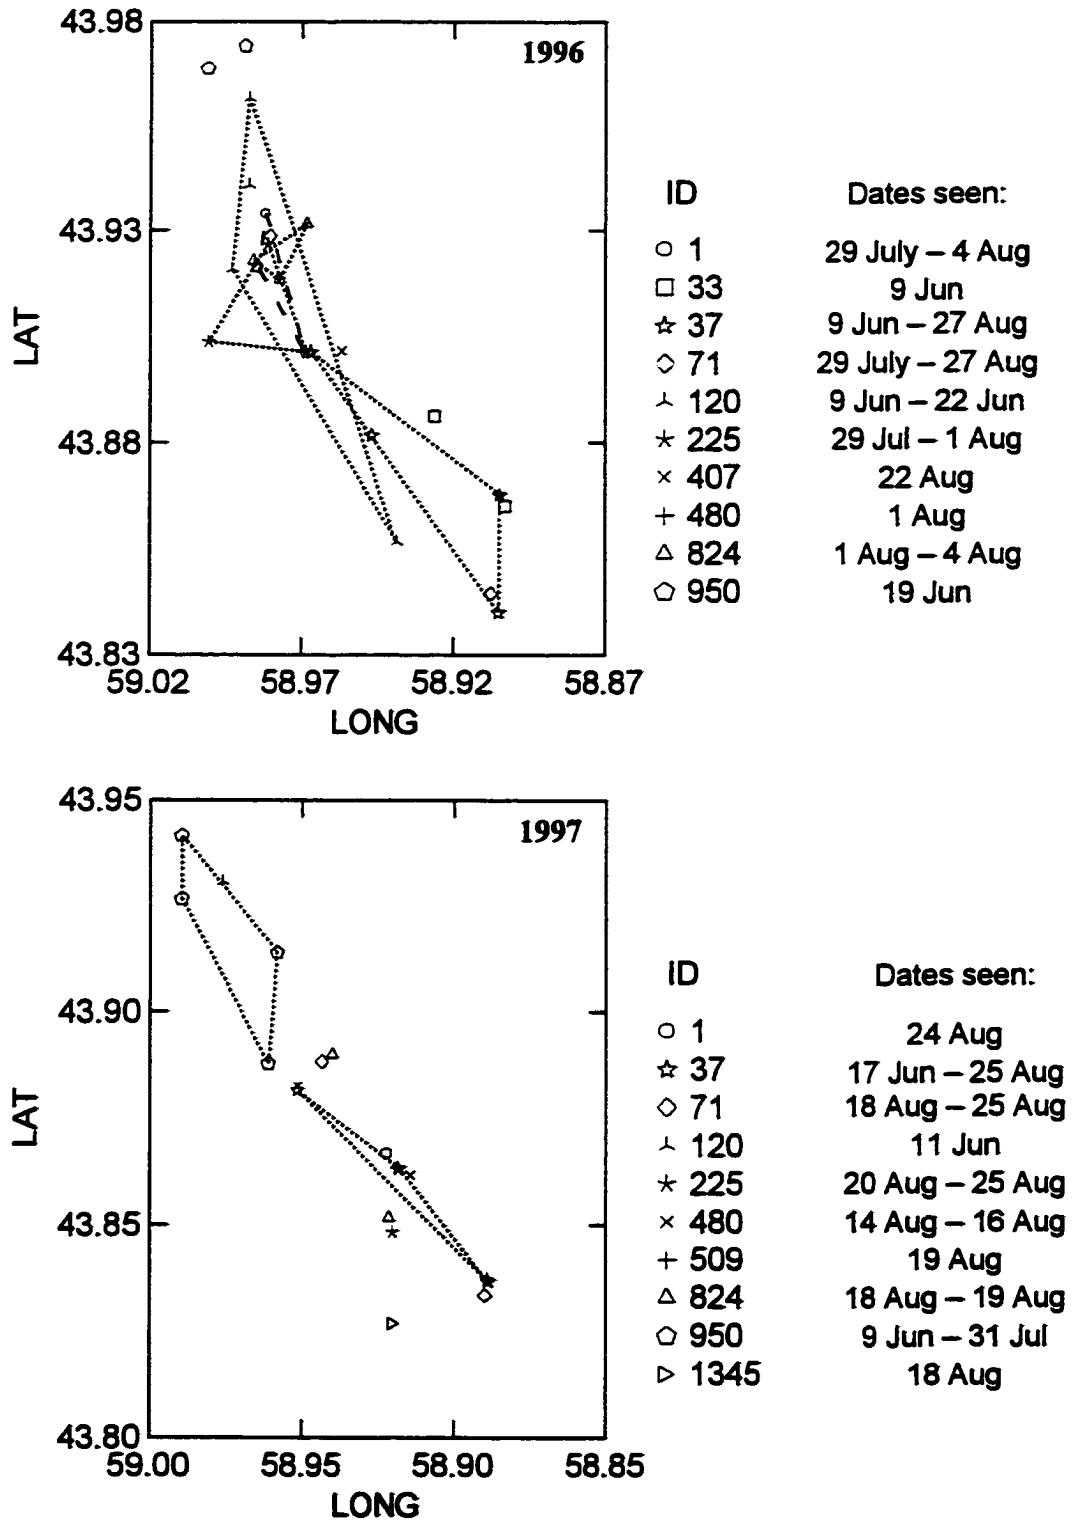 1996
43.98
43.93
43.88
43.83
LAT
59.02 58.97 58.92 58.87
LONG
ID Dates seen:
1 29 July – 4 Aug
33 9 Jun
37 9 Jun – 27 Aug
71 29 July – 27 Aug
120 9 Jun – 22 Jun
225 29 Jul – 1 Aug
407 22 Aug
480 1 Aug
824 1 Aug – 4 Aug
950 19 Jun
1997
43.95
43.90
43.85
43.80
LAT
59.00 58.95 58.90 58.85
LONG
ID Dates seen:
1 24 Aug
37 17 Jun – 25 Aug
71 18 Aug – 25 Aug
120 11 Jun
225 20 Aug – 25 Aug
480 14 Aug – 16 Aug
509 19 Aug
824 18 Aug – 19 Aug
950 9 Jun – 31 Jul
1345 18 Aug